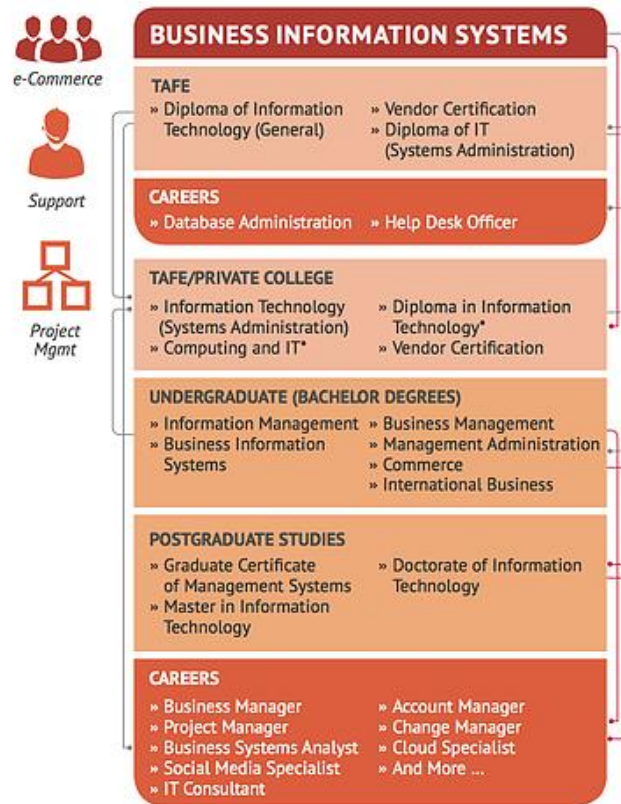 BUSINESS INFORMATION SYSTEMS
e-Commerce
Support
Project
Mgmt
TAFE
» Diploma of Information
Technology (General)
» Vendor Certification
» Diploma of IT
(Systems Administration)
CAREERS
» Database Administration
» Help Desk Officer
TAFE/PRIVATE COLLEGE
» Information Technology
(Systems Administration)
» Computing and IT*
» Diploma in Information
Technology*
» Vendor Certification
UNDERGRADUATE (BACHELOR DEGREES)
» Information Management
» Business Information
Systems
» Business Management
» Management Administration
» Commerce
» International Business
POSTGRADUATE STUDIES
» Graduate Certificate
of Management Systems
» Master in Information
Technology
» Doctorate of Information
Technology
CAREERS
» Business Manager
» Project Manager
» Business Systems Analyst
» Social Media Specialist
» IT Consultant
» Account Manager
» Change Manager
» Cloud Specialist
» And More ...